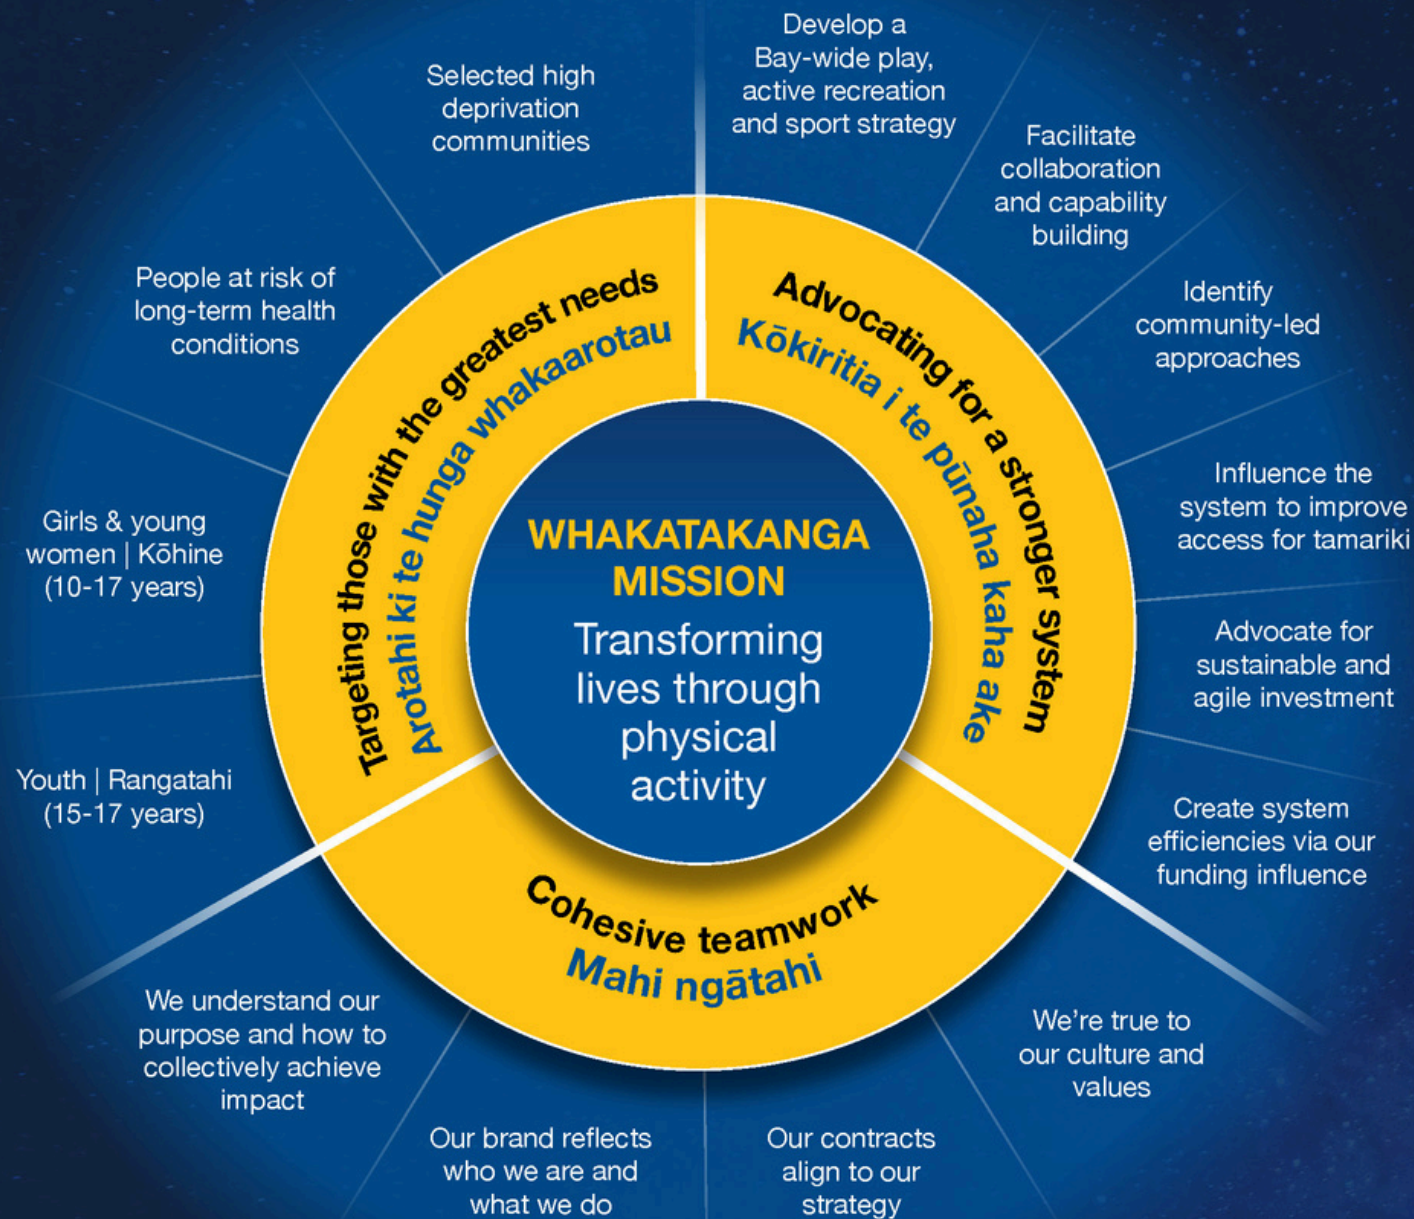 Develop a
Bay-wide play,
active recreation
and sport strategy
Facilitate
collaboration
and capability
building
Identify
community-led
approaches
Influence the
system to improve
access for tamariki
Advocate for
sustainable and
agile investment
Create system
efficiencies via our
funding influence
We're true to
our culture and
values
Our contracts
align to our
strategy
Our brand reflects
who we are and
what we do
We understand our
purpose and how to
collectively achieve
impact
Youth | Rangatahi
(15-17 years)
Girls & young
women | Kōhine
(10-17 years)
People at risk of
long-term health
conditions
Selected high
deprivation
communities
Targeting those with the greatest needs
Arotahi ki te hunga whakaarotau
Advocating for a stronger system
Kōkiritia i te pūnaha kaha ake
Cohesive teamwork
Mahi ngātahi
WHAKATAKANGA
MISSION
Transforming
lives through
physical
activity